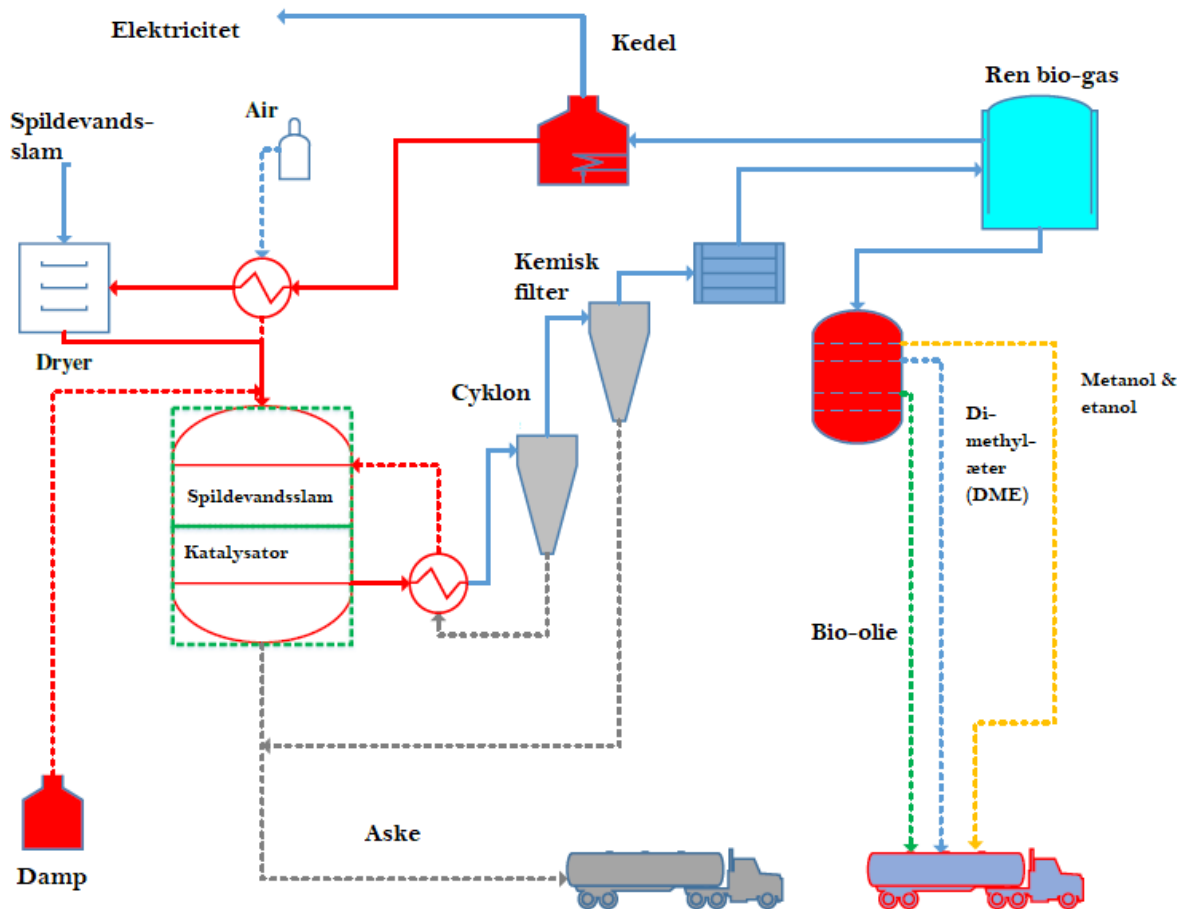 Elektricitet
Kedel
Ren bio-gas
Air
Spildevands-
slam
Kemisk
filter
Dryer
Cyklon
Metanol &
etanol
Di-
methyl-
æter
(DME)
Spildevandsslam
Katalysator
Bio-olie
Aske
Damp